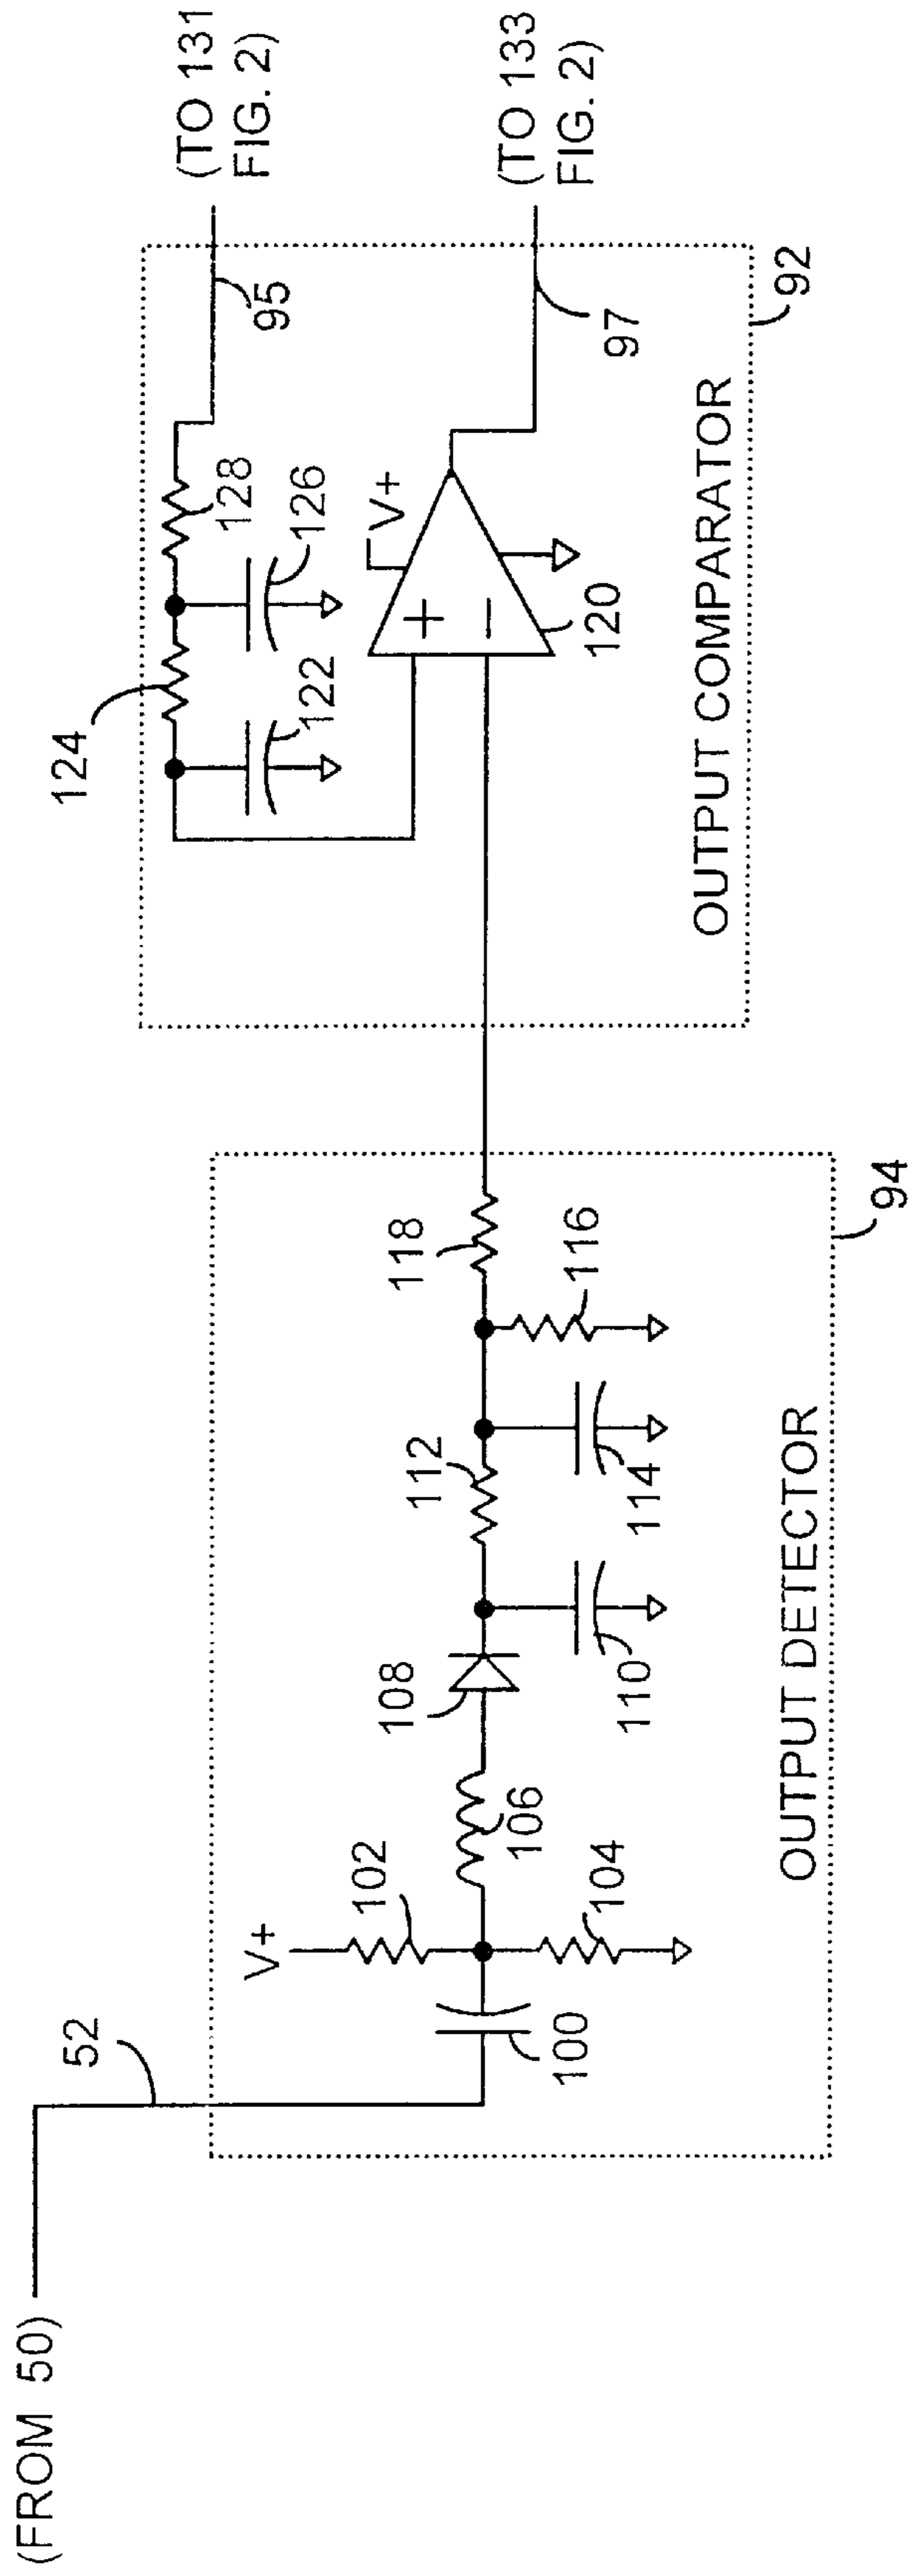 (FROM 50)
52
V+
102
100
104
106
108
110
112
114
118
116
OUTPUT DETECTOR
94
124
122
128
126
V+
+
−
120
95
97
OUTPUT COMPARATOR
92
(TO 131
FIG. 2)
(TO 133
FIG. 2)